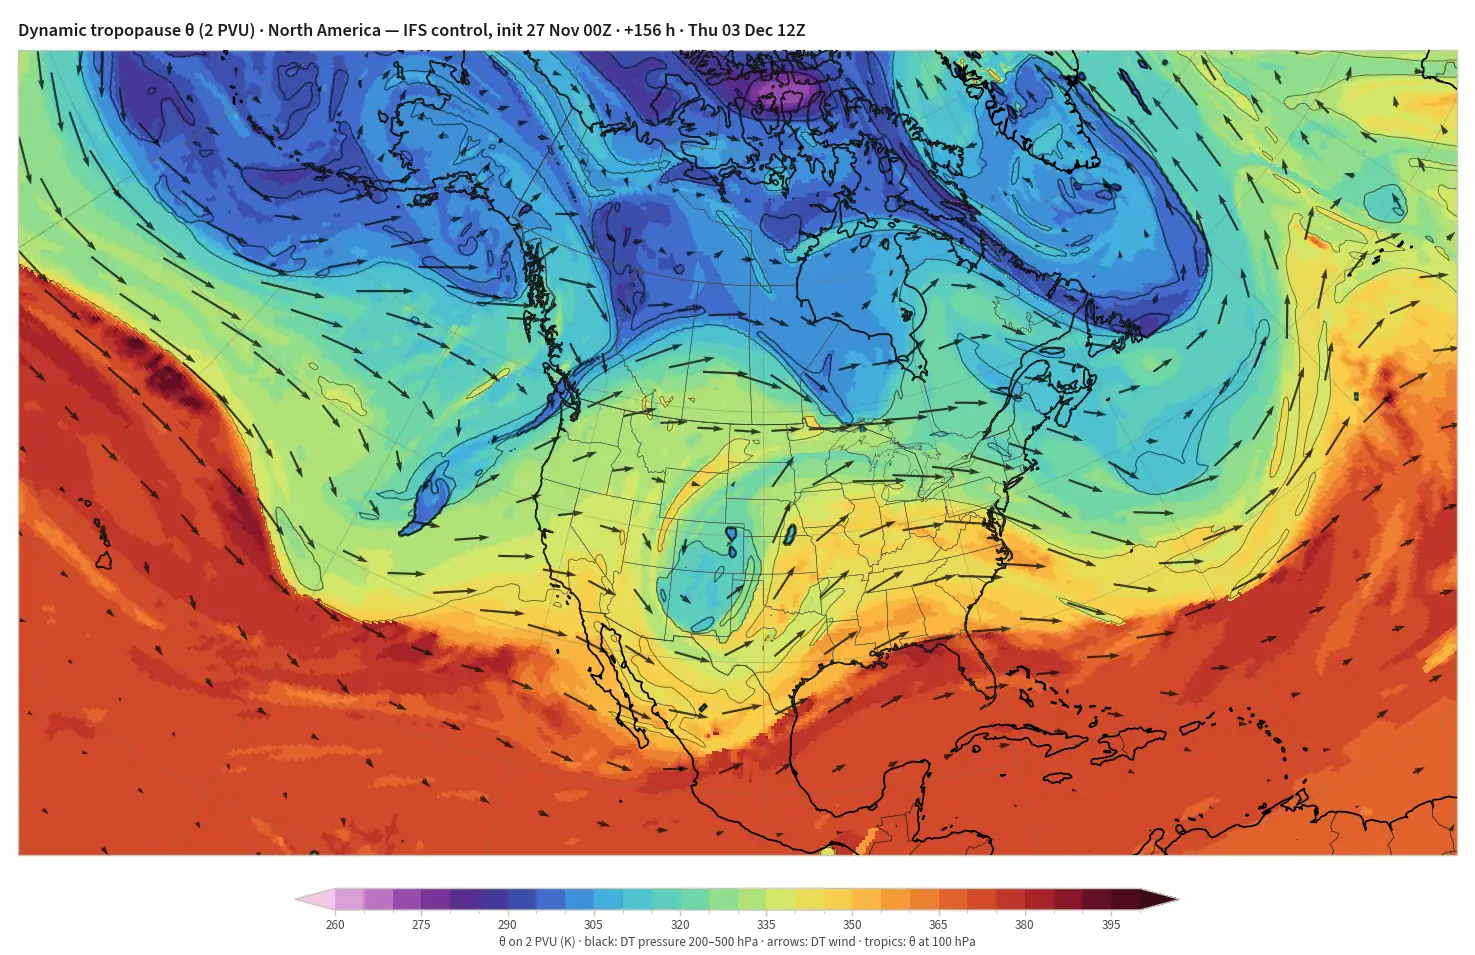 Dynamic tropopause θ (2 PVU) · North America — IFS control, init 27 Nov 00Z · +156 h · Thu 03 Dec 12Z
260 275 290 305 320 335 350 365 380 395
θ on 2 PVU (K) · black: DT pressure 200–500 hPa · arrows: DT wind · tropics: θ at 100 hPa